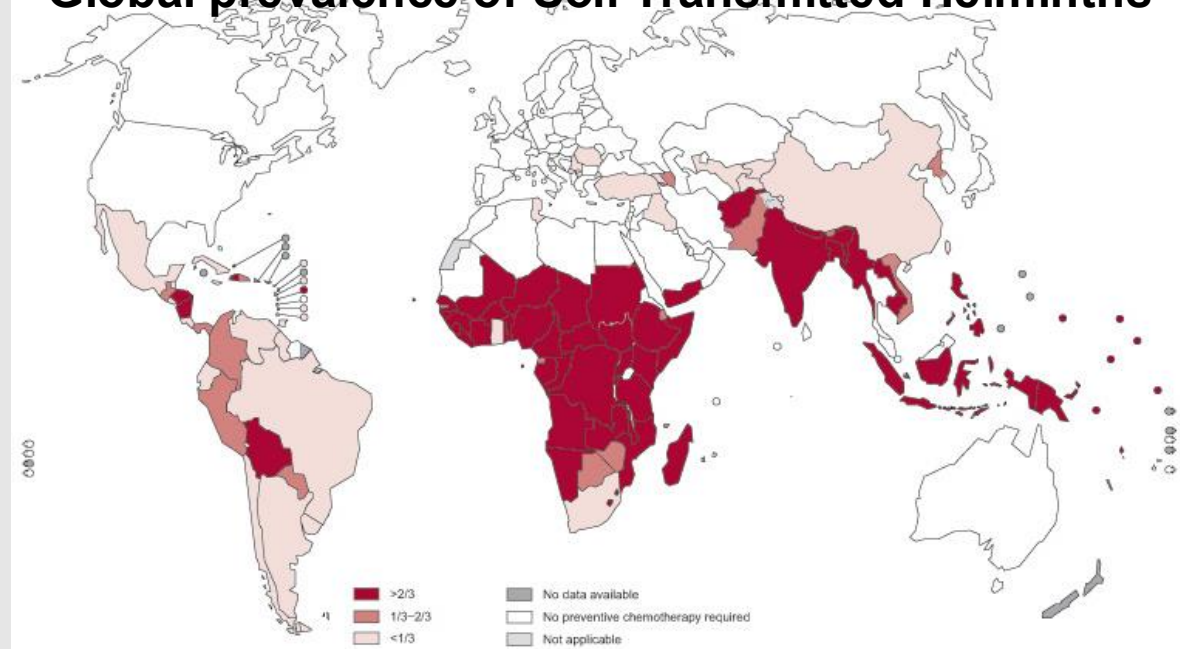 Global prevalence of Soil Transmitted Helminths
>2/3
1/3–2/3
<1/3
No data available
No preventive chemotherapy required
Not applicable